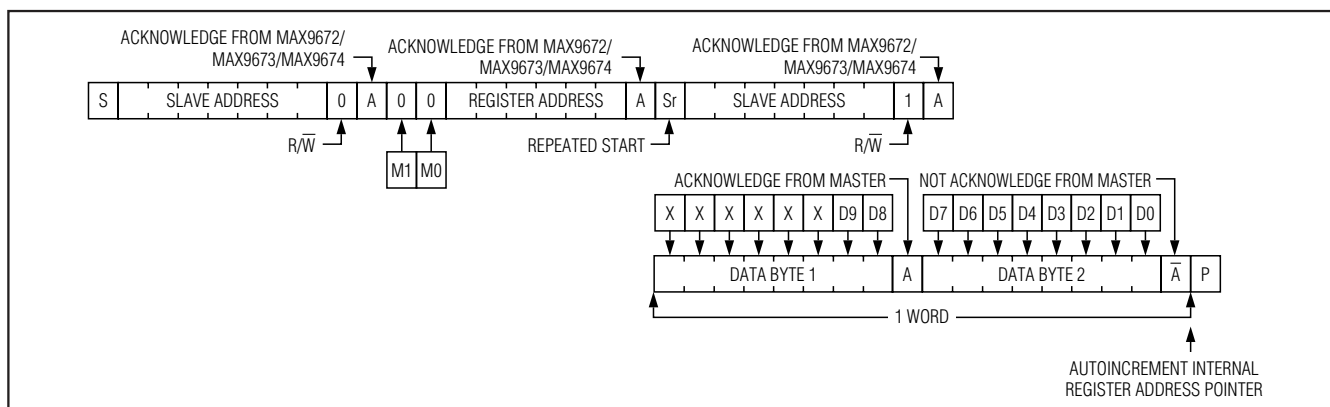 ACKNOWLEDGE FROM MAX9672/
MAX9673/MAX9674
ACKNOWLEDGE FROM MAX9672/
MAX9673/MAX9674
ACKNOWLEDGE FROM MAX9672/
MAX9673/MAX9674
S SLAVE ADDRESS 0 A 0 0 REGISTER ADDRESS A Sr SLAVE ADDRESS 1 A
R/W̅ REPEATED START R/W̅
M1 M0
ACKNOWLEDGE FROM MASTER NOT ACKNOWLEDGE FROM MASTER
X X X X X X D9 D8 D7 D6 D5 D4 D3 D2 D1 D0
DATA BYTE 1 A DATA BYTE 2 A̅ P
1 WORD
AUTOINCREMENT INTERNAL
REGISTER ADDRESS POINTER